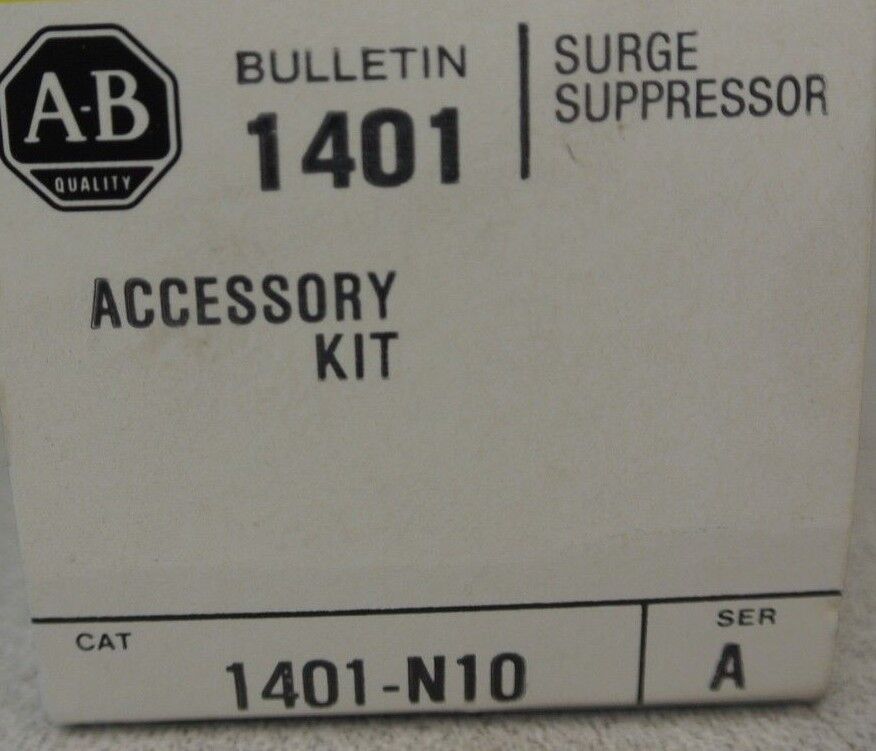 A-B
QUALITY
BULLETIN
1401
SURGE
SUPPRESSOR
ACCESSORY
KIT
CAT
1401-N10
SER
A